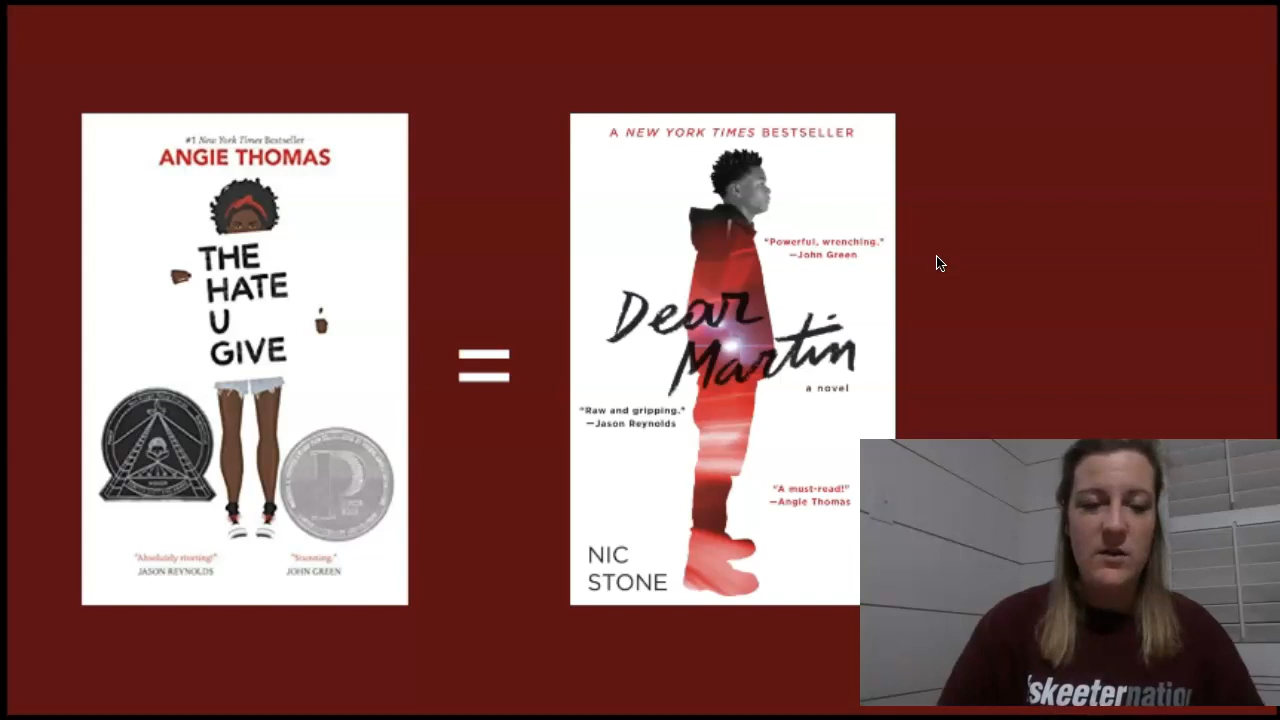 #1 New York Times Bestseller
ANGIE THOMAS
THE
HATE
U
GIVE
"Absolutely riveting!"
JASON REYNOLDS
"Stunning."
JOHN GREEN
=
A NEW YORK TIMES BESTSELLER
"Powerful, wrenching."
—John Green
Dear
Martin
a novel
"Raw and gripping."
—Jason Reynolds
"A must-read!"
—Angie Thomas
NIC
STONE
skeeternation